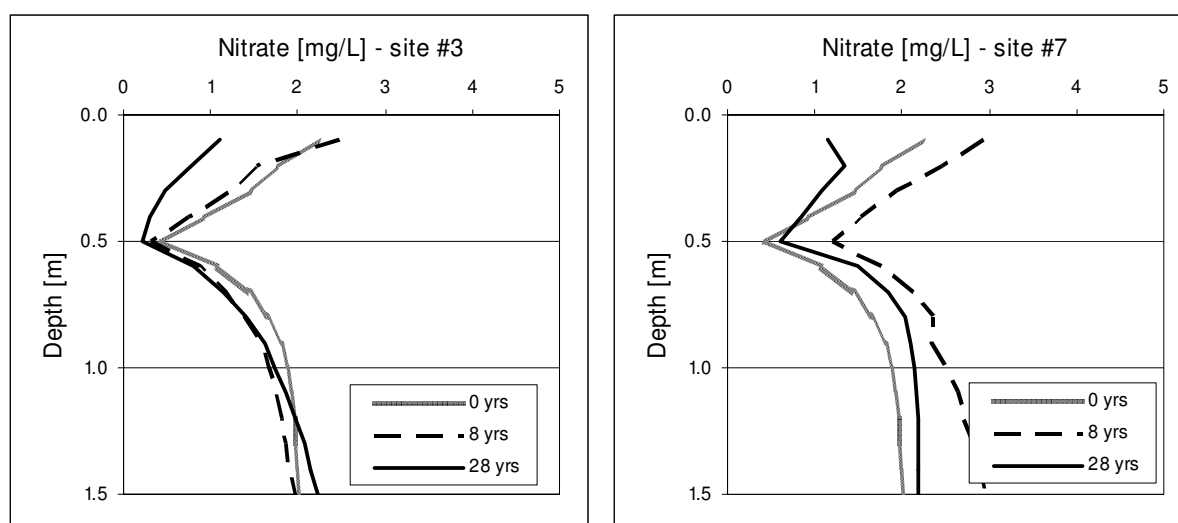 Nitrate [mg/L] - site #3
0 1 2 3 4 5
0.0
0.5
1.0
1.5
Depth [m]
0 yrs
8 yrs
28 yrs
Nitrate [mg/L] - site #7
0 1 2 3 4 5
0.0
0.5
1.0
1.5
Depth [m]
0 yrs
8 yrs
28 yrs